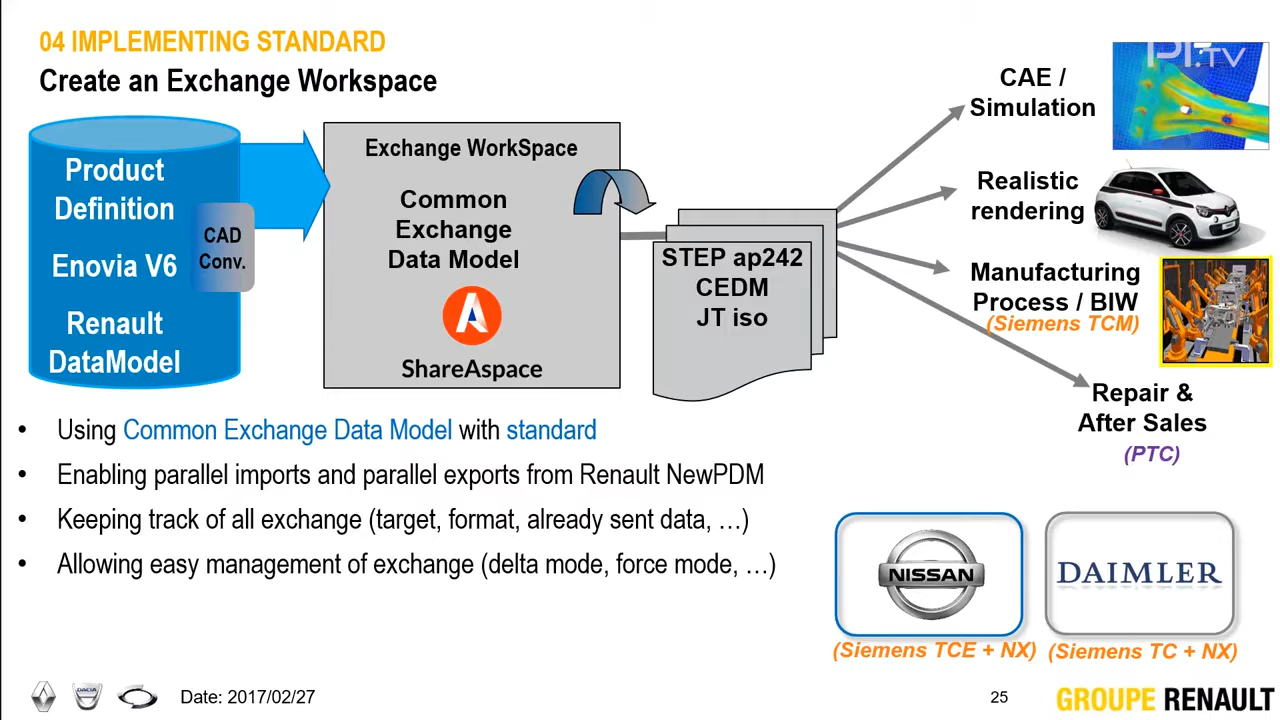 04 IMPLEMENTING STANDARD
Create an Exchange Workspace
Product
Definition
Enovia V6
Renault
DataModel
CAD
Conv.
Exchange WorkSpace
Common
Exchange
Data Model
ShareAspace
STEP ap242
CEDM
JT iso
CAE /
Simulation
Realistic
rendering
Manufacturing
Process / BIW
(Siemens TCM)
Repair &
After Sales
(PTC)
• Using Common Exchange Data Model with standard
• Enabling parallel imports and parallel exports from Renault NewPDM
• Keeping track of all exchange (target, format, already sent data, …)
• Allowing easy management of exchange (delta mode, force mode, …)
NISSAN
DAIMLER
(Siemens TCE + NX)
(Siemens TC + NX)
DACIA
Date: 2017/02/27
25
GROUPE RENAULT